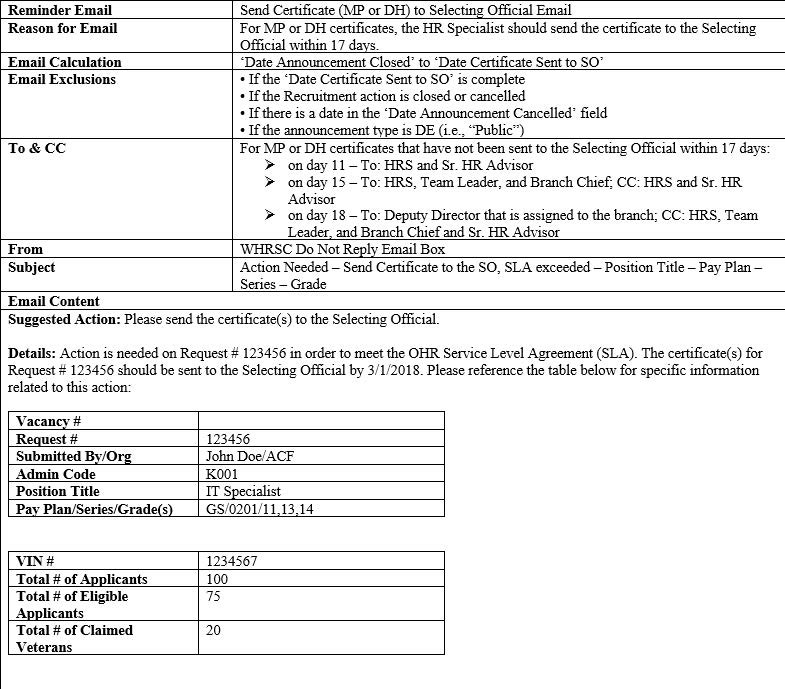 Reminder Email Send Certificate (MP or DH) to Selecting Official Email
Reason for Email For MP or DH certificates, the HR Specialist should send the certificate to the Selecting
Official within 17 days.
Email Calculation ‘Date Announcement Closed’ to ‘Date Certificate Sent to SO’
Email Exclusions • If the ‘Date Certificate Sent to SO’ is complete
• If the Recruitment action is closed or cancelled
• If there is a date in the ‘Date Announcement Cancelled’ field
• If the announcement type is DE (i.e., “Public”)
To & CC For MP or DH certificates that have not been sent to the Selecting Official within 17 days:
➢ on day 11 – To: HRS and Sr. HR Advisor
➢ on day 15 – To: HRS, Team Leader, and Branch Chief; CC: HRS and Sr. HR
Advisor
➢ on day 18 – To: Deputy Director that is assigned to the branch; CC: HRS, Team
Leader, and Branch Chief and Sr. HR Advisor
From WHRSC Do Not Reply Email Box
Subject Action Needed – Send Certificate to the SO, SLA exceeded – Position Title – Pay Plan –
Series – Grade
Email Content
Suggested Action: Please send the certificate(s) to the Selecting Official.
Details: Action is needed on Request # 123456 in order to meet the OHR Service Level Agreement (SLA). The certificate(s) for
Request # 123456 should be sent to the Selecting Official by 3/1/2018. Please reference the table below for specific information
related to this action:
Vacancy #
Request # 123456
Submitted By/Org John Doe/ACF
Admin Code K001
Position Title IT Specialist
Pay Plan/Series/Grade(s) GS/0201/11,13,14
VIN # 1234567
Total # of Applicants 100
Total # of Eligible 75
Applicants
Total # of Claimed 20
Veterans